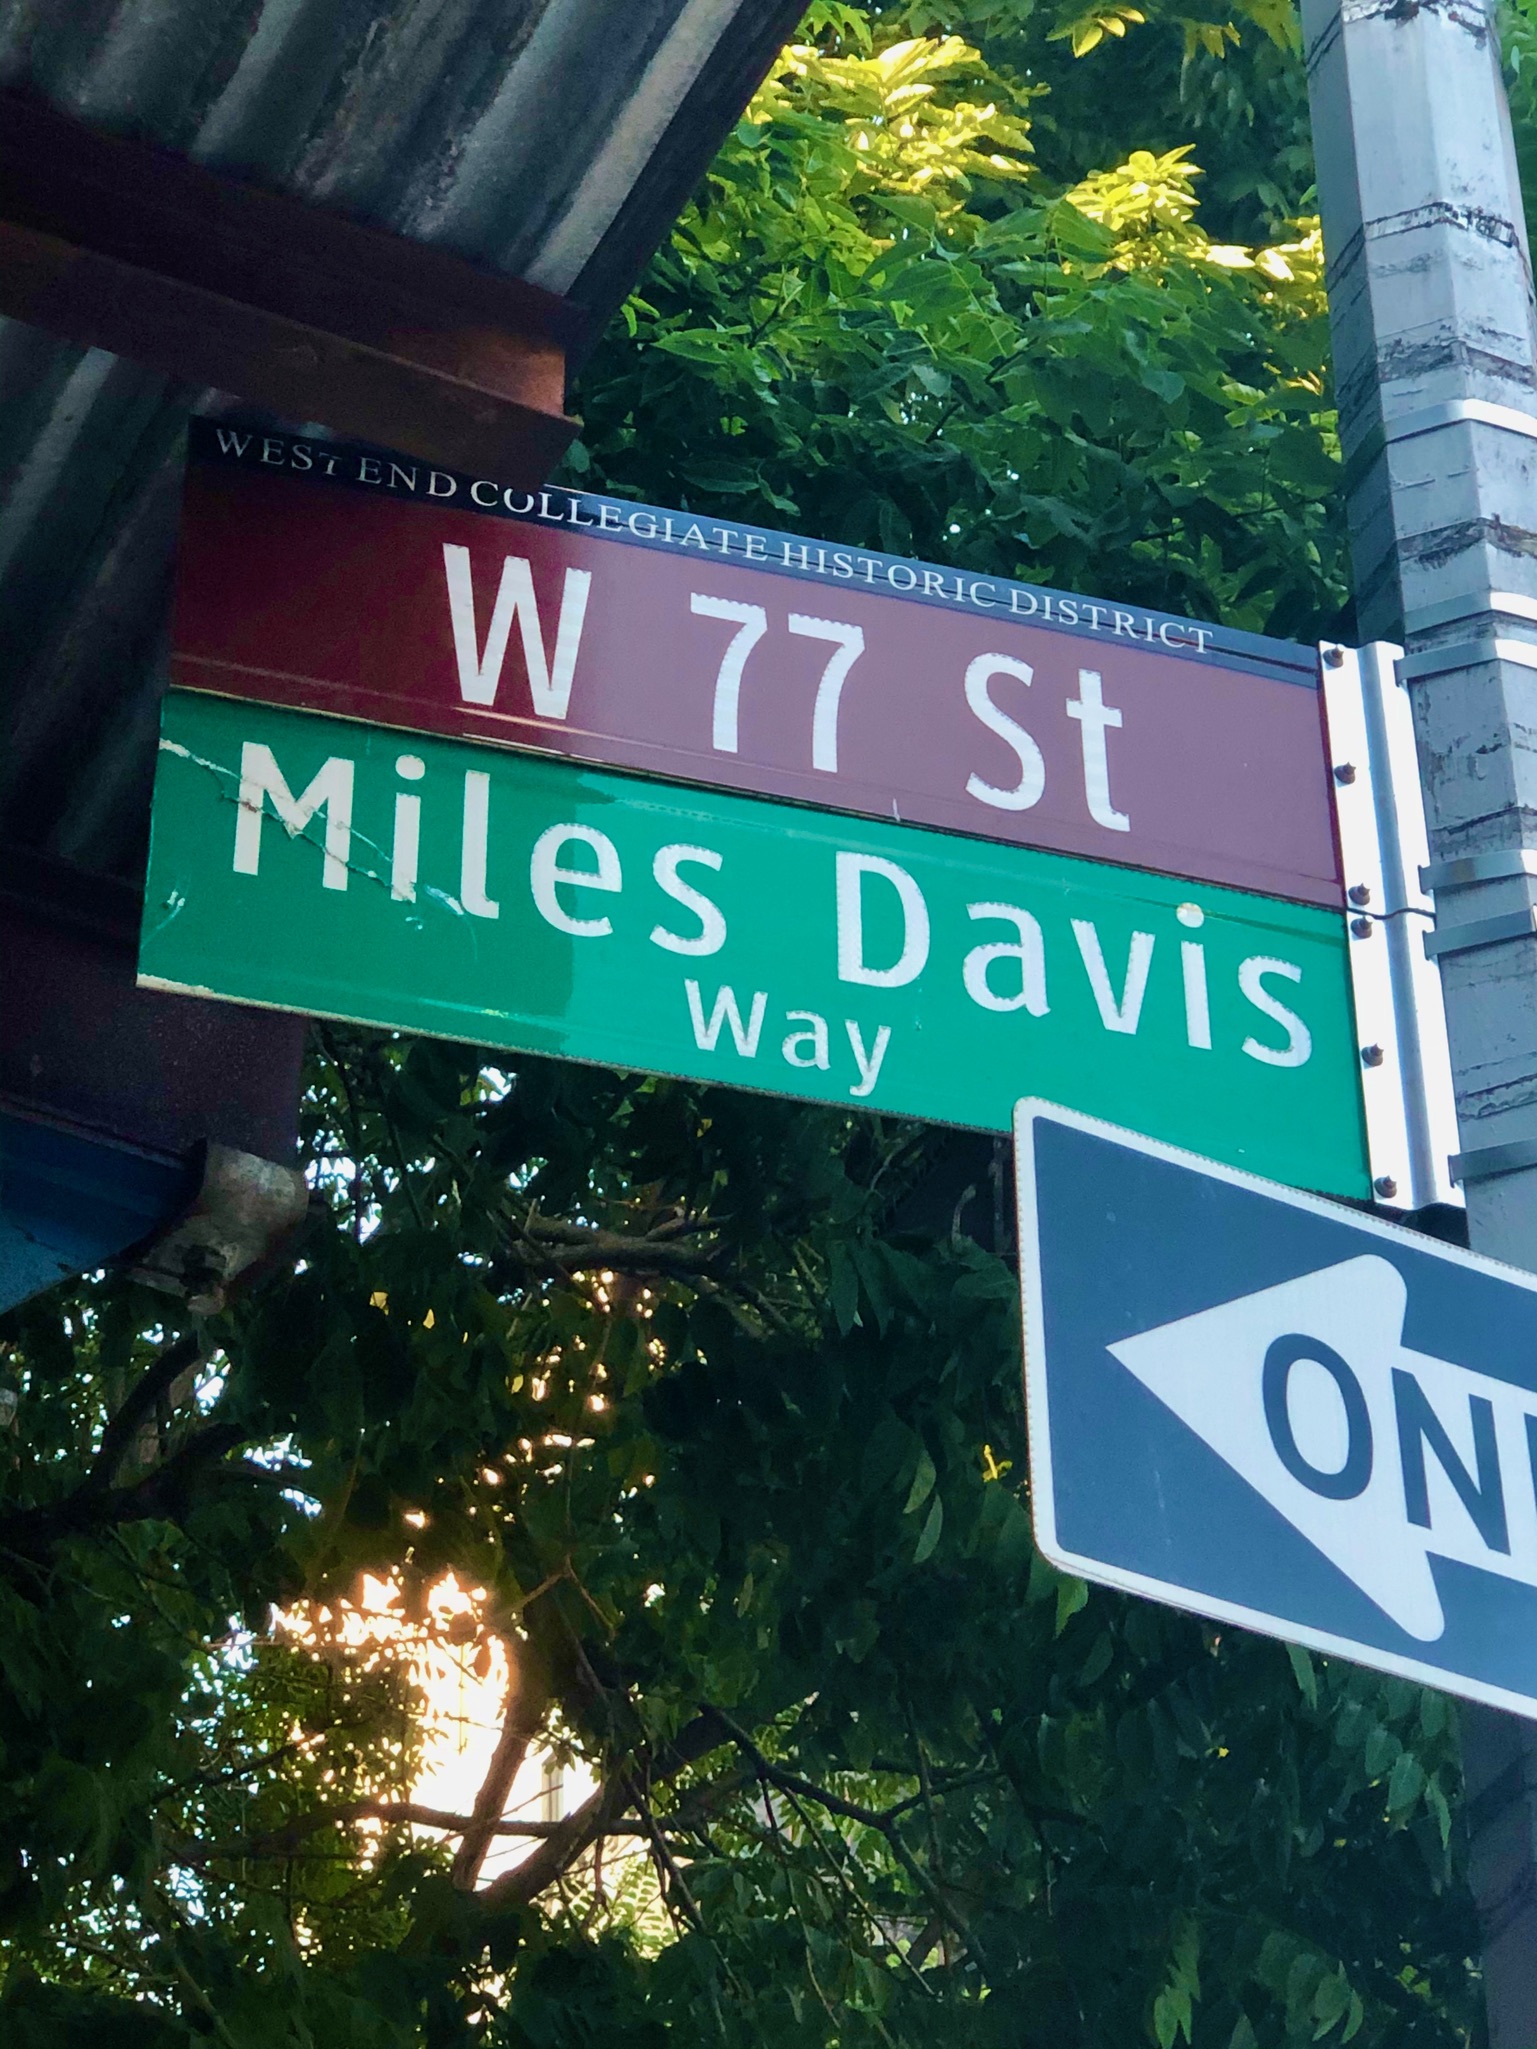 WEST END COLLEGIATE HISTORIC DISTRICT
W 77 St
Miles Davis
Way
ON